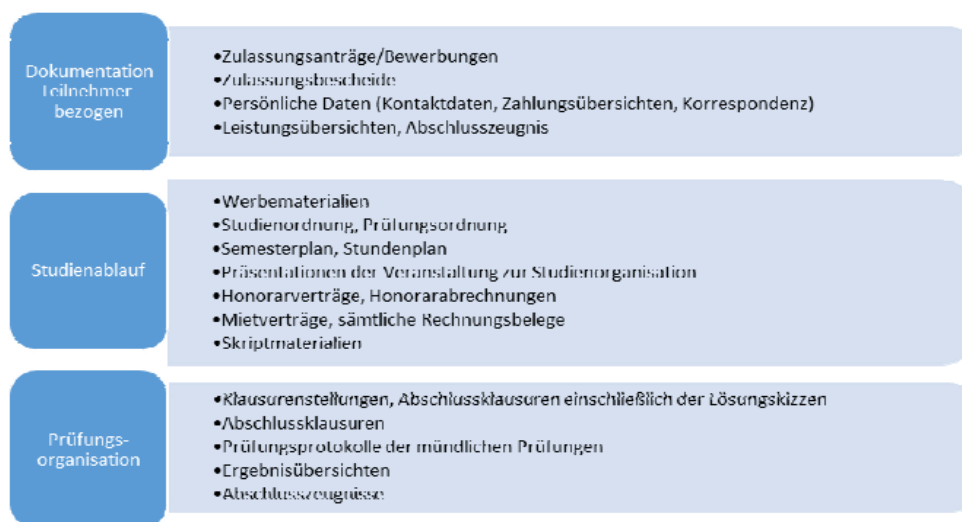 Dokumentation
Teilnehmer
bezogen
•Zulassungsanträge/Bewerbungen
•Zulassungsbescheide
•Persönliche Daten (Kontaktdaten, Zahlungsübersichten, Korrespondenz)
•Leistungsübersichten, Abschlusszeugnis
Studienablauf
•Werbematerialien
•Studienordnung, Prüfungsordnung
•Semesterplan, Stundenplan
•Präsentationen der Veranstaltung zur Studienorganisation
•Honorarverträge, Honorarabrechnungen
•Mietverträge, sämtliche Rechnungsbelege
•Skriptmaterialien
Prüfungs-
organisation
•Klausurenstellungen, Abschlussklausuren einschließlich der Lösungskizzen
•Abschlussklausuren
•Prüfungsprotokolle der mündlichen Prüfungen
•Ergebnisübersichten
•Abschlusszeugnisse